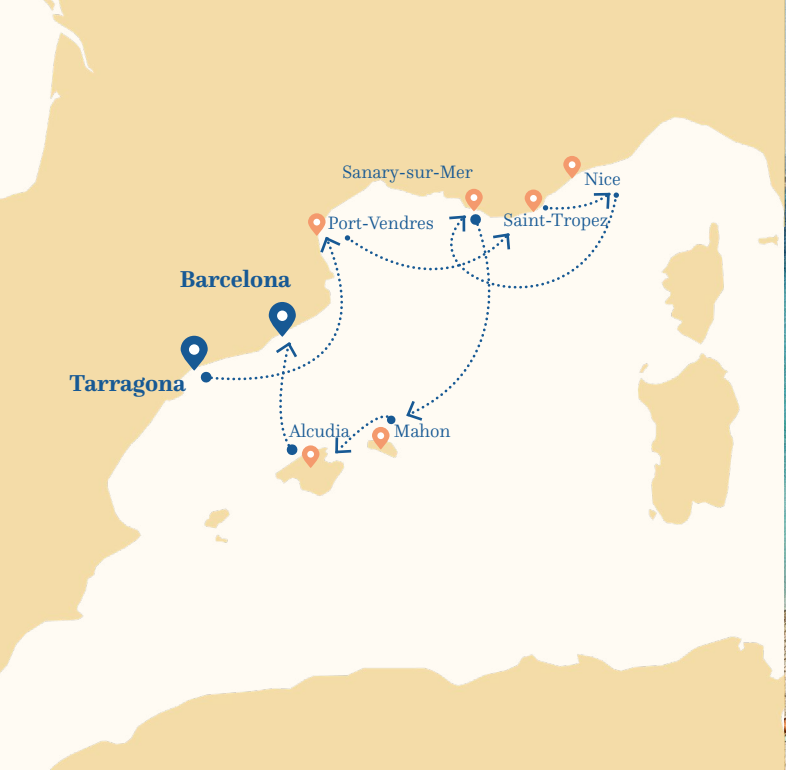 Sanary-sur-Mer
Nice
Port-Vendres
Saint-Tropez
Barcelona
Tarragona
Alcudia
Mahon